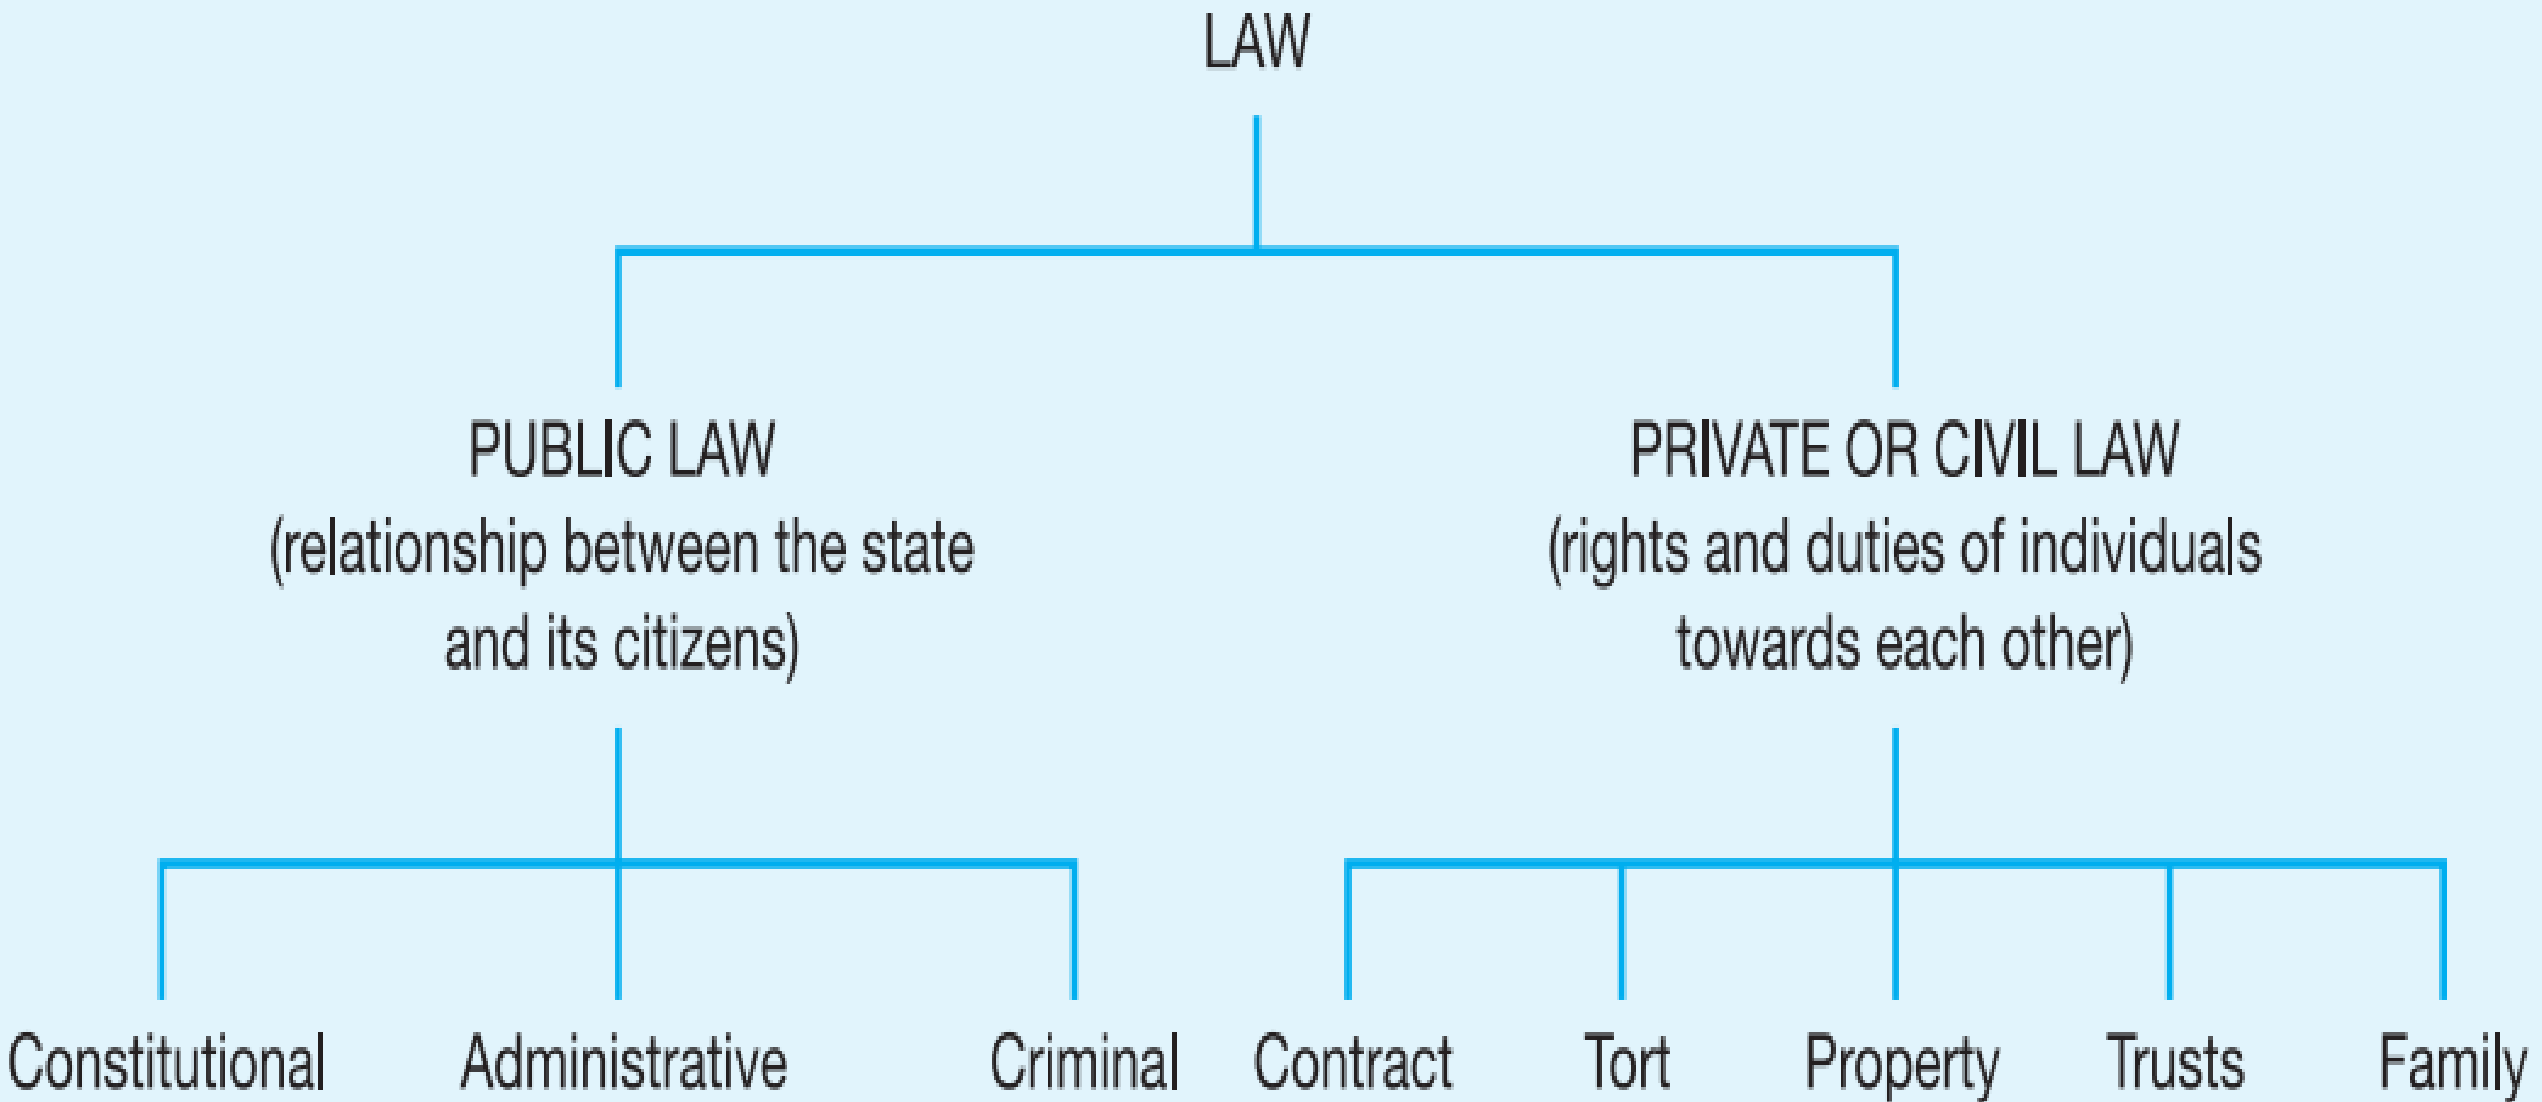 LAW
PUBLIC LAW
(relationship between the state
and its citizens)
PRIVATE OR CIVIL LAW
(rights and duties of individuals
towards each other)
Constitutional
Administrative
Criminal
Contract
Tort
Property
Trusts
Family